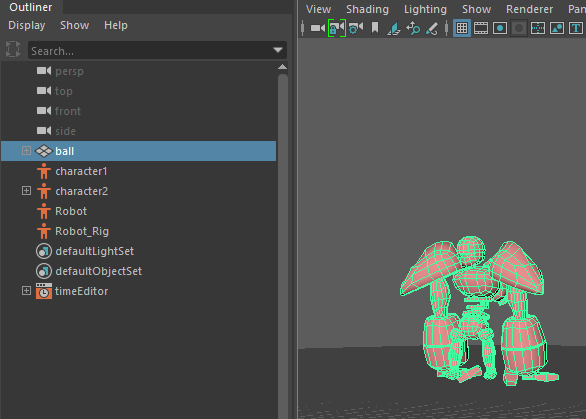 Outliner
Display Show Help
Search...
persp
top
front
side
ball
character1
character2
Robot
Robot_Rig
defaultLightSet
defaultObjectSet
timeEditor
View Shading Lighting Show Renderer Pan